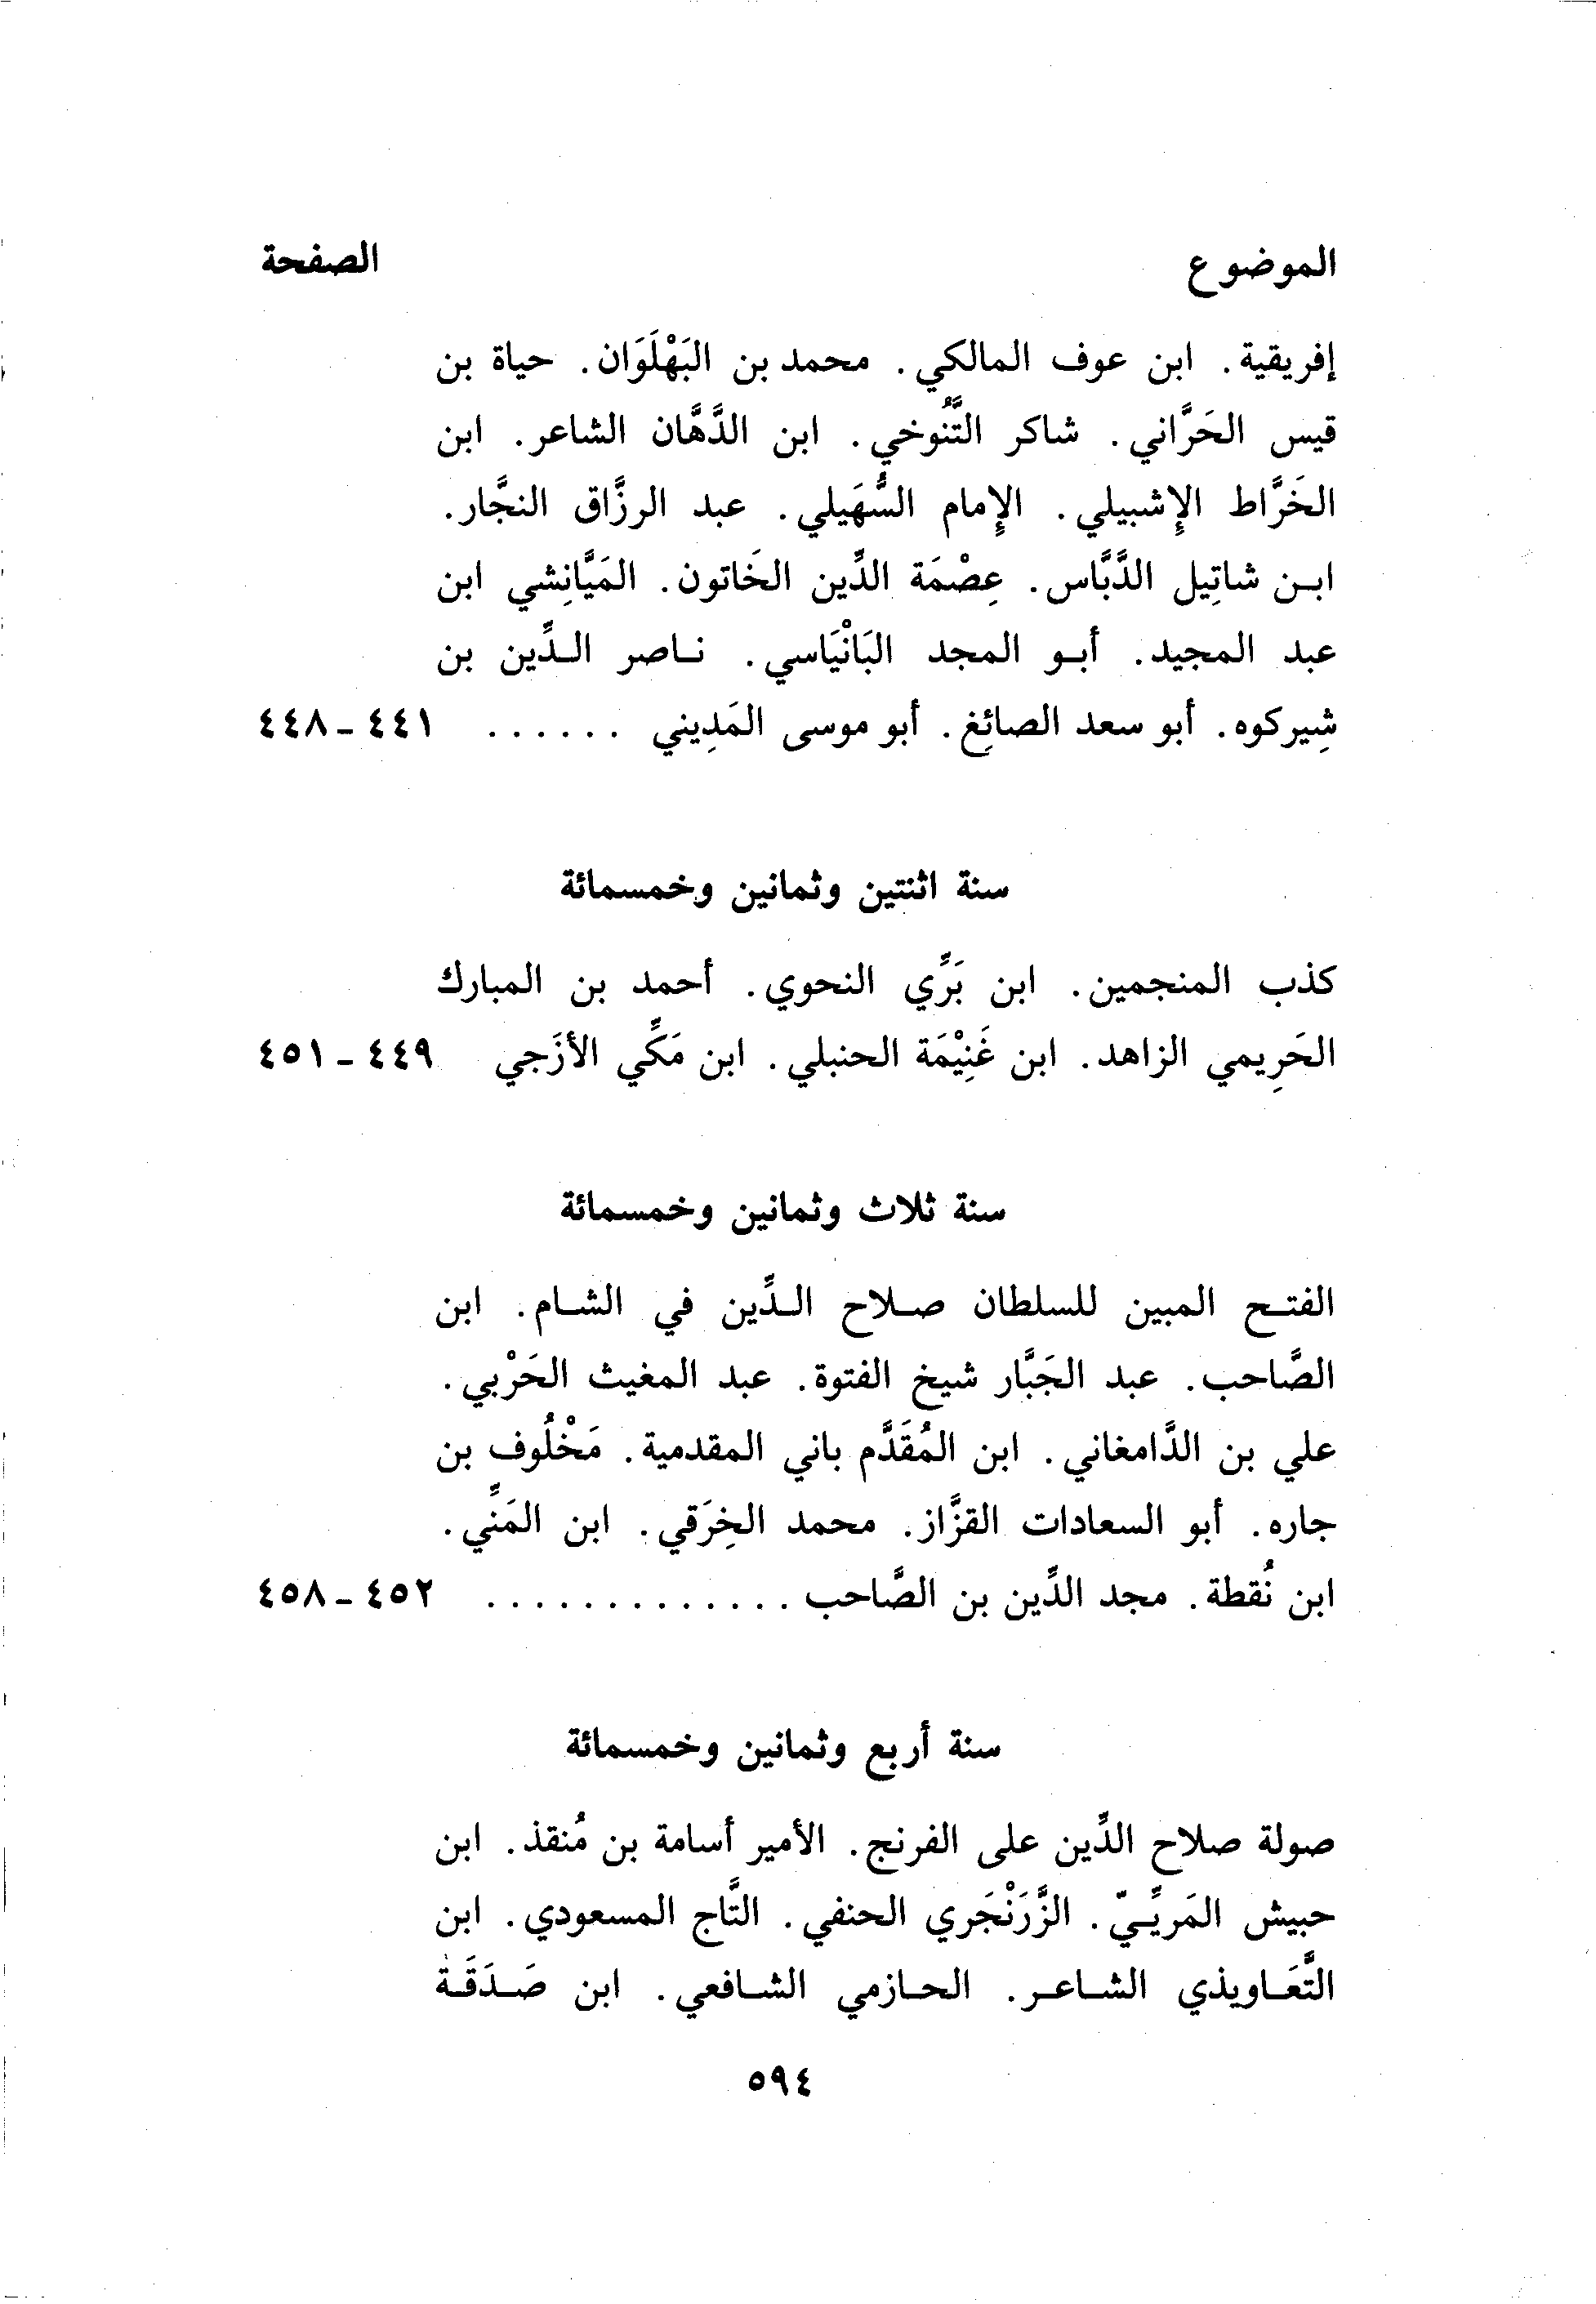 الموضوع الصفحة
إفريقية. ابن عوف المالكي. محمد بن البَهْلَوَان. حياة بن
قيس الحَرَّاني. شاكر التَّنُوخي. ابن الدَّهَّان الشاعر. ابن
الخَرَّاط الإِشبيلي. الإِمام السُّهَيلي. عبد الرزَّاق النجَّار.
ابن شاتِيل الدَّبَّاس. عِصْمَة الدِّين الخَاتون. المَيَّانِشي ابن
عبد المجيد. أبو المجد البَانْيَاسي. ناصر الدِّين بن
شِيركوه. أبو سعد الصائِغ. أبو موسى المَدِيني ...... ٤٤١ - ٤٤٨
سنة اثنتين وثمانين وخمسمائة
كذب المنجمين. ابن بَرِّي النحوي. أحمد بن المبارك
الحَرِيمي الزاهد. ابن غَنِيْمَة الحنبلي. ابن مَكِّي الأزَجي ٤٤٩ - ٤٥١
سنة ثلاث وثمانين وخمسمائة
الفتح المبين للسلطان صلاح الدِّين في الشام. ابن
الصَّاحب. عبد الجَبَّار شيخ الفتوة. عبد المغيث الحَرْبي.
علي بن الدَّامغاني. ابن المُقَدَّم باني المقدمية. مَخْلُوف بن
جاره. أبو السعادات القزَّاز. محمد الخِرَقي. ابن المَنِّي.
ابن نُقطة. مجد الدِّين بن الصَّاحب ............. ٤٥٢ - ٤٥٨
سنة أربع وثمانين وخمسمائة
صولة صلاح الدِّين على الفرنج. الأمير أسامة بن مُنقذ. ابن
حبيش المَريِّيّ. الزَّرَنْجَري الحنفي. التَّاج المسعودي. ابن
التَّعَاويذي الشاعر. الحازمي الشافعي. ابن صَدَقَة
٥٩٤